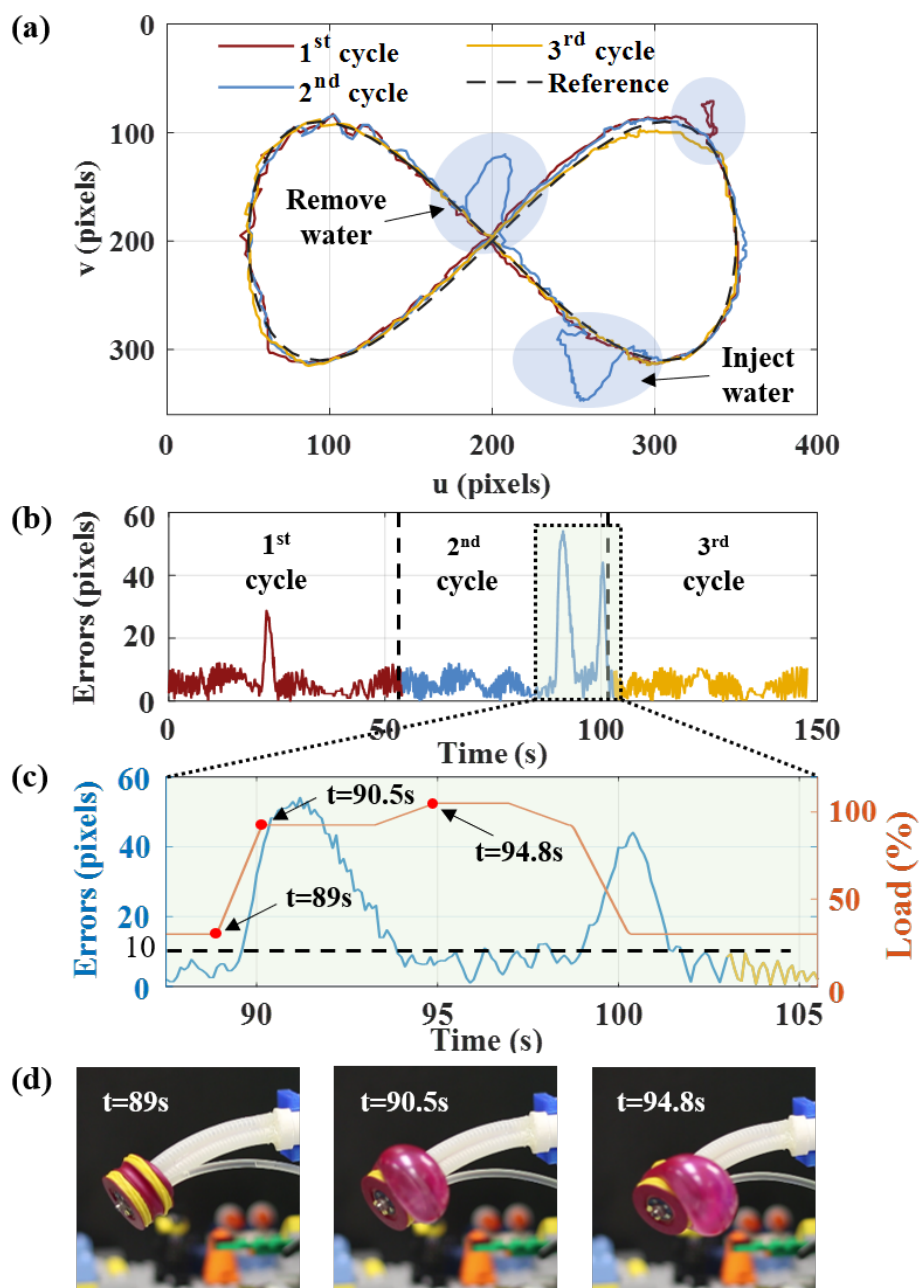 (a)
0
100
200
300
v (pixels)
1st cycle
2nd cycle
3rd cycle
Reference
Remove
water
Inject
water
0 100 200 300 400
u (pixels)
(b)
60
40
20
0
Errors (pixels)
1st
cycle
2nd
cycle
3rd
cycle
0 50 100 150
Time (s)
(c)
60
40
20
10
0
Errors (pixels)
t=90.5s
t=94.8s
t=89s
100
50
0
Load (%)
90 95 100 105
Time (s)
(d)
t=89s
t=90.5s
t=94.8s